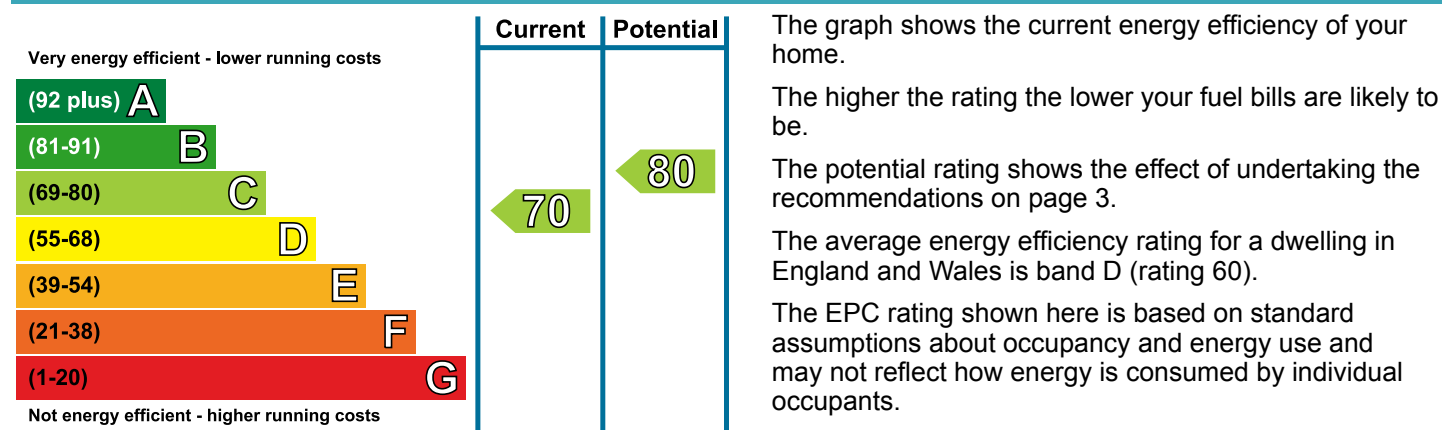 Current Potential
Very energy efficient - lower running costs
(92 plus) A
(81-91) B
(69-80) C
(55-68) D
(39-54) E
(21-38) F
(1-20) G
Not energy efficient - higher running costs
70
80
The graph shows the current energy efficiency of your
home.
The higher the rating the lower your fuel bills are likely to
be.
The potential rating shows the effect of undertaking the
recommendations on page 3.
The average energy efficiency rating for a dwelling in
England and Wales is band D (rating 60).
The EPC rating shown here is based on standard
assumptions about occupancy and energy use and
may not reflect how energy is consumed by individual
occupants.